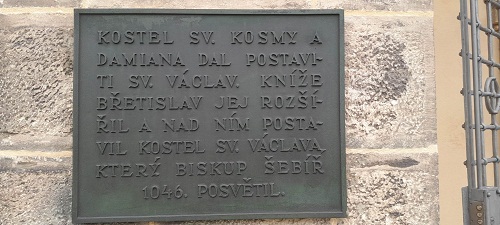 KOSTEL SV. KOSMY A
DAMIANA DAL POSTAVI-
TI SV. VÁCLAV. KNÍŽE
BŘETISLAV JEJ ROZŠÍ-
ŘIL A NAD NÍM POSTA-
VIL KOSTEL SV. VÁCLAVA,
KTERÝ BISKUP ŠEBÍŘ
1046. POSVĚTIL.